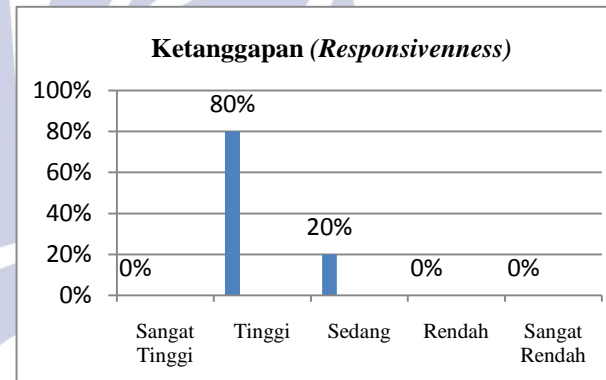 Ketanggapan (Responsivenness)
100%
80%
60%
40%
20%
0%
0%
80%
20%
0%
0%
Sangat Tinggi
Tinggi
Sedang
Rendah
Sangat Rendah